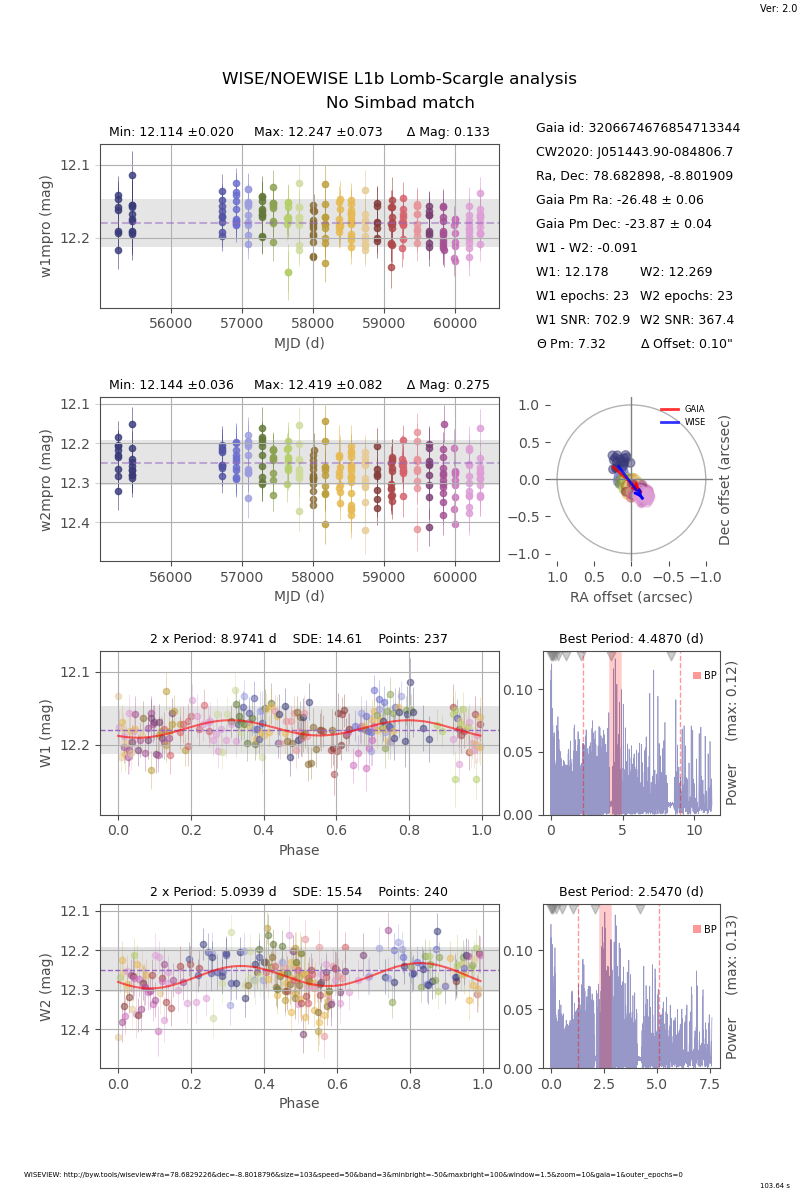 Ver: 2.0
WISE/NOEWISE L1b Lomb-Scargle analysis
No Simbad match
Min: 12.114 ±0.020 Max: 12.247 ±0.073 Δ Mag: 0.133
12.1
12.2
w1mpro (mag)
56000 57000 58000 59000 60000
MJD (d)
Gaia id: 3206674676854713344
CW2020: J051443.90-084806.7
Ra, Dec: 78.682898, -8.801909
Gaia Pm Ra: -26.48 ± 0.06
Gaia Pm Dec: -23.87 ± 0.04
W1 - W2: -0.091
W1: 12.178 W2: 12.269
W1 epochs: 23 W2 epochs: 23
W1 SNR: 702.9 W2 SNR: 367.4
Θ Pm: 7.32 Δ Offset: 0.10"
Min: 12.144 ±0.036 Max: 12.419 ±0.082 Δ Mag: 0.275
12.1
12.2
12.3
12.4
w2mpro (mag)
56000 57000 58000 59000 60000
MJD (d)
GAIA
WISE
1.0
0.5
0.0
−0.5
−1.0
Dec offset (arcsec)
1.0 0.5 0.0 −0.5 −1.0
RA offset (arcsec)
2 x Period: 8.9741 d SDE: 14.61 Points: 237
12.1
12.2
W1 (mag)
0.0 0.2 0.4 0.6 0.8 1.0
Phase
Best Period: 4.4870 (d)
BP
0.10
0.05
0.00
Power (max: 0.12)
0 5 10
2 x Period: 5.0939 d SDE: 15.54 Points: 240
12.1
12.2
12.3
12.4
W2 (mag)
0.0 0.2 0.4 0.6 0.8 1.0
Phase
Best Period: 2.5470 (d)
BP
0.10
0.05
0.00
Power (max: 0.13)
0.0 2.5 5.0 7.5
WISEVIEW: http://byw.tools/wiseview#ra=78.6829226&dec=-8.8018796&size=103&speed=50&band=3&minbright=-50&maxbright=100&window=1.5&zoom=10&gaia=1&outer_epochs=0
103.64 s